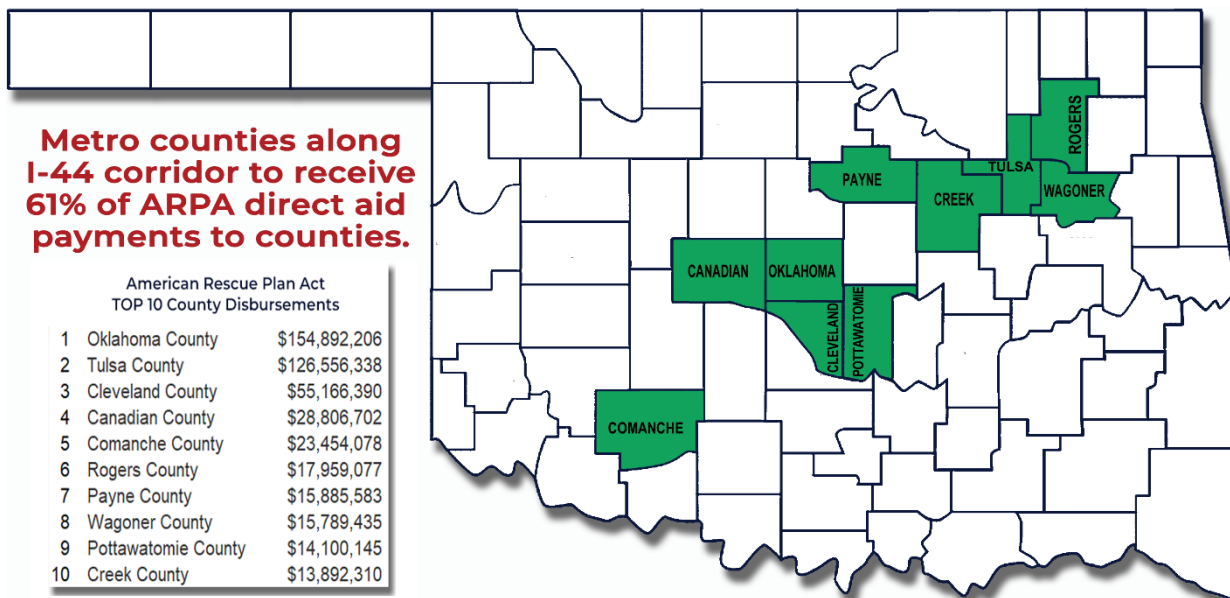 Metro counties along
I-44 corridor to receive
61% of ARPA direct aid
payments to counties.
American Rescue Plan Act
TOP 10 County Disbursements
1 Oklahoma County $154,892,206
2 Tulsa County $126,556,338
3 Cleveland County $55,166,390
4 Canadian County $28,806,702
5 Comanche County $23,454,078
6 Rogers County $17,959,077
7 Payne County $15,885,583
8 Wagoner County $15,789,435
9 Pottawatomie County $14,100,145
10 Creek County $13,892,310
ROGERS
TULSA
PAYNE
WAGONER
CREEK
CANADIAN
OKLAHOMA
CLEVELAND
POTTAWATOMIE
COMANCHE